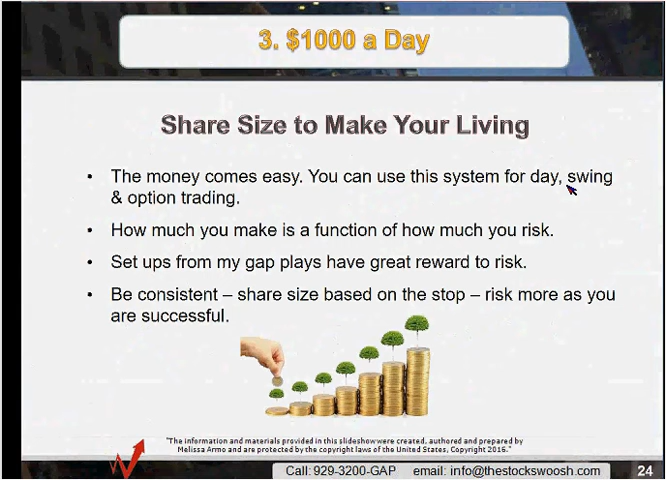 3. $1000 a Day
Share Size to Make Your Living
• The money comes easy. You can use this system for day, swing
& option trading.
• How much you make is a function of how much you risk.
• Set ups from my gap plays have great reward to risk.
• Be consistent – share size based on the stop – risk more as you
are successful.
"The information and materials provided in this slideshow were created, authored and prepared by
Melissa Armo and are protected by the copyright laws of the United States, Copyright 2016."
Call: 929-3200-GAP email: info@thestockswoosh.com 24